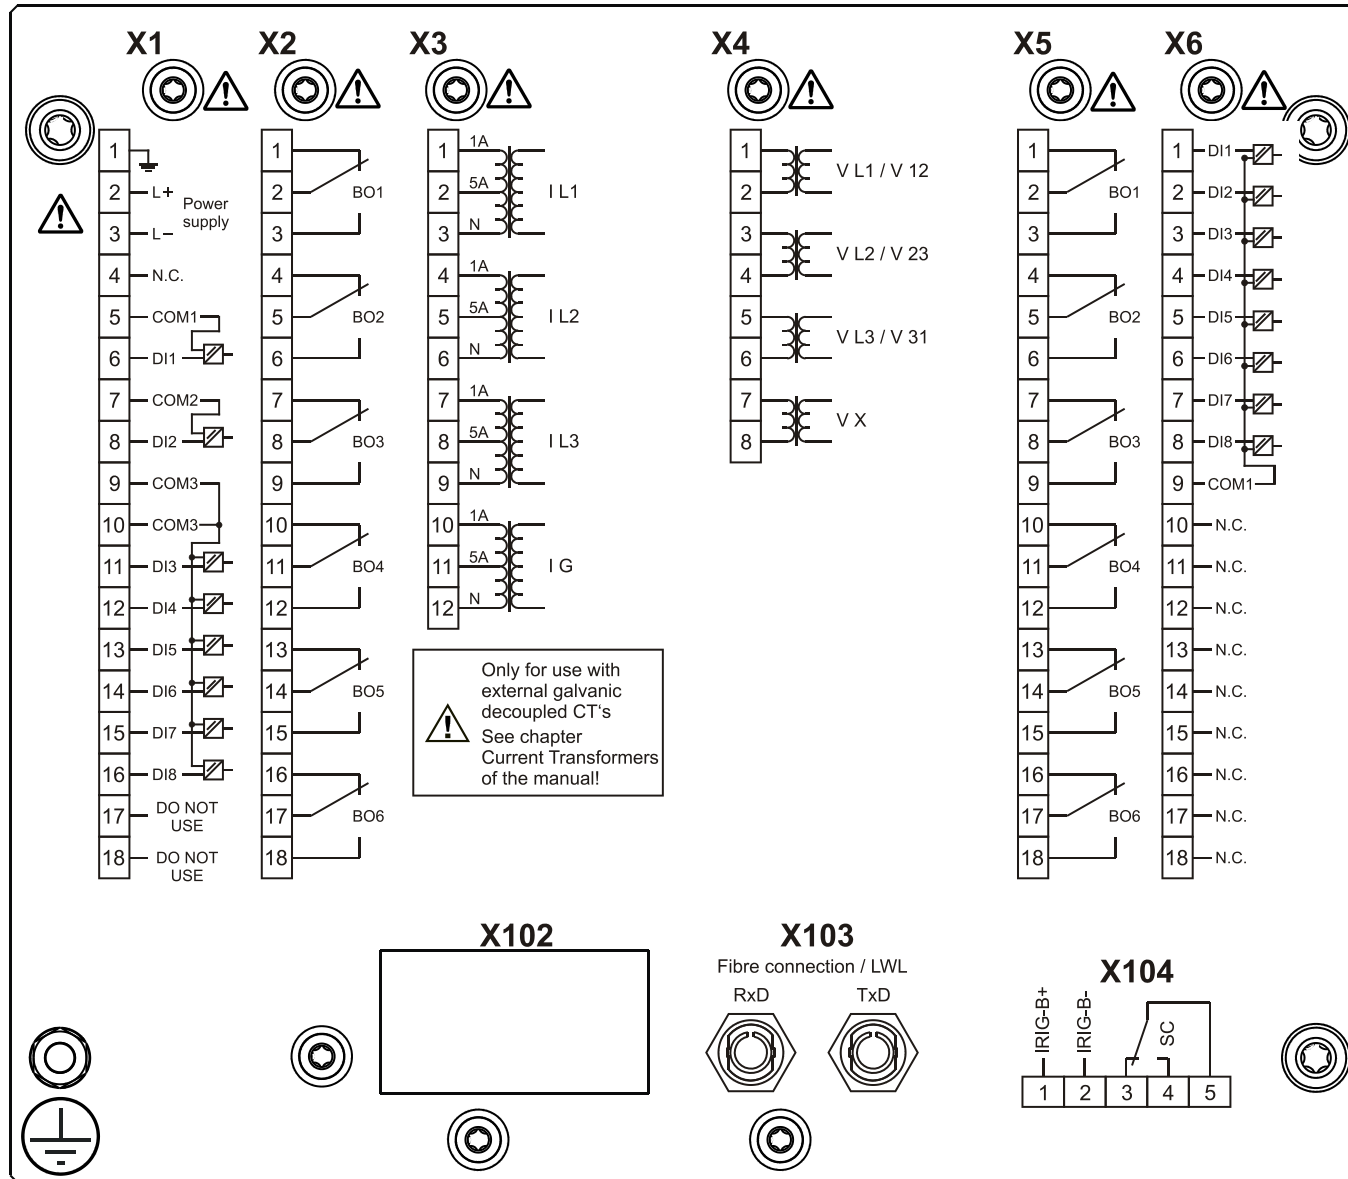 X1
X2
X3
X4
X5
X6
1
2 L+
3 L−
Power
supply
4 N.C.
5 COM1
6 DI1
7 COM2
8 DI2
9 COM3
10 COM3
11 DI3
12 DI4
13 DI5
14 DI6
15 DI7
16 DI8
17 DO NOT
USE
18 DO NOT
USE
1
2 BO1
3
4
5 BO2
6
7
8 BO3
9
10
11 BO4
12
13
14 BO5
15
16
17 BO6
18
1 1A
2 5A I L1
3 N
4 1A
5 5A I L2
6 N
7 1A
8 5A I L3
9 N
10 1A
11 5A I G
12 N
Only for use with
external galvanic
decoupled CT‘s
See chapter
Current Transformers
of the manual!
1
V L1 / V 12
2
3
V L2 / V 23
4
5
V L3 / V 31
6
7
V X
8
1
2 BO1
3
4
5 BO2
6
7
8 BO3
9
10
11 BO4
12
13
14 BO5
15
16
17 BO6
18
1 DI1
2 DI2
3 DI3
4 DI4
5 DI5
6 DI6
7 DI7
8 DI8
9 COM1
10 N.C.
11 N.C.
12 N.C.
13 N.C.
14 N.C.
15 N.C.
16 N.C.
17 N.C.
18 N.C.
X102
X103
Fibre connection / LWL
RxD TxD
X104
IRIG-B+
IRIG-B-
SC
1 2 3 4 5